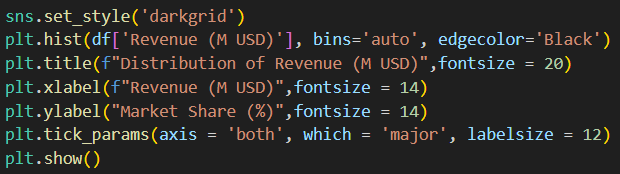 sns.set_style('darkgrid')
plt.hist(df['Revenue (M USD)'], bins='auto', edgecolor='Black')
plt.title(f"Distribution of Revenue (M USD)",fontsize = 20)
plt.xlabel(f"Revenue (M USD)",fontsize = 14)
plt.ylabel("Market Share (%)",fontsize = 14)
plt.tick_params(axis = 'both', which = 'major', labelsize = 12)
plt.show()